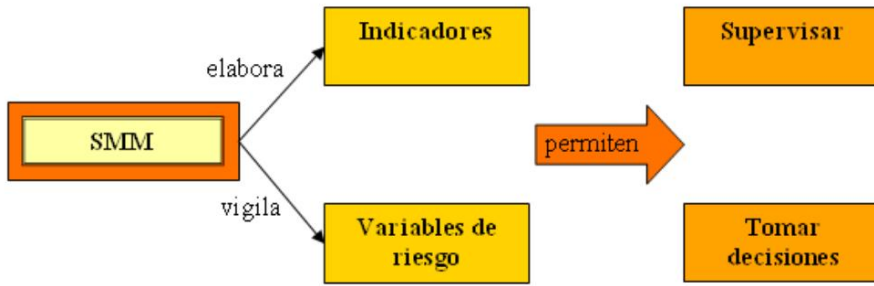 Indicadores
Supervisar
elabora
SMM
permiten
vigila
Variables de
riesgo
Tomar
decisiones